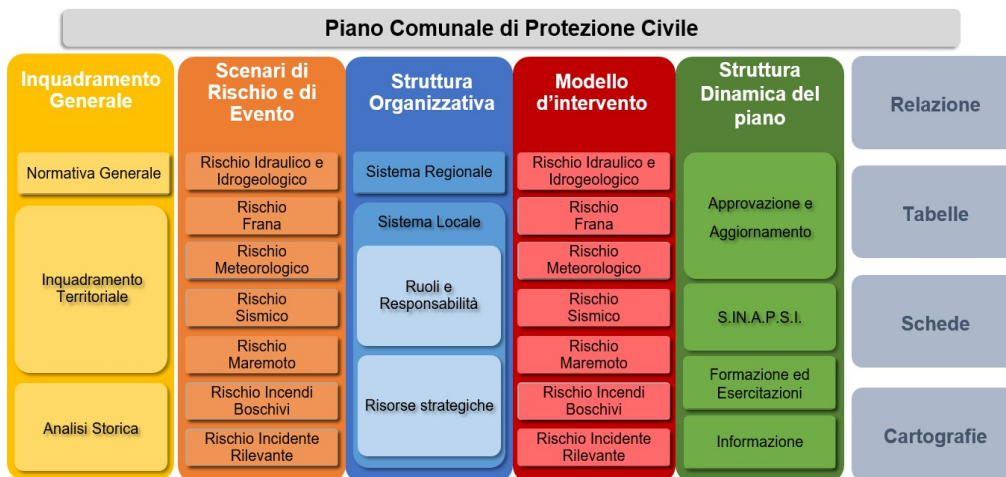 Piano Comunale di Protezione Civile
Inquadramento
Generale
Normativa Generale
Inquadramento
Territoriale
Analisi Storica
Scenari di
Rischio e di
Evento
Rischio Idraulico e
Idrogeologico
Rischio
Frana
Rischio
Meteorologico
Rischio
Sismico
Rischio
Maremoto
Rischio Incendi
Boschivi
Rischio Incidente
Rilevante
Struttura
Organizzativa
Sistema Regionale
Sistema Locale
Ruoli e
Responsabilità
Risorse strategiche
Modello
d'intervento
Rischio Idraulico e
Idrogeologico
Rischio
Frana
Rischio
Meteorologico
Rischio
Sismico
Rischio
Maremoto
Rischio Incendi
Boschivi
Rischio Incidente
Rilevante
Struttura
Dinamica del
piano
Approvazione e
Aggiornamento
S.IN.A.P.S.I.
Formazione ed
Esercitazioni
Informazione
Relazione
Tabelle
Schede
Cartografie